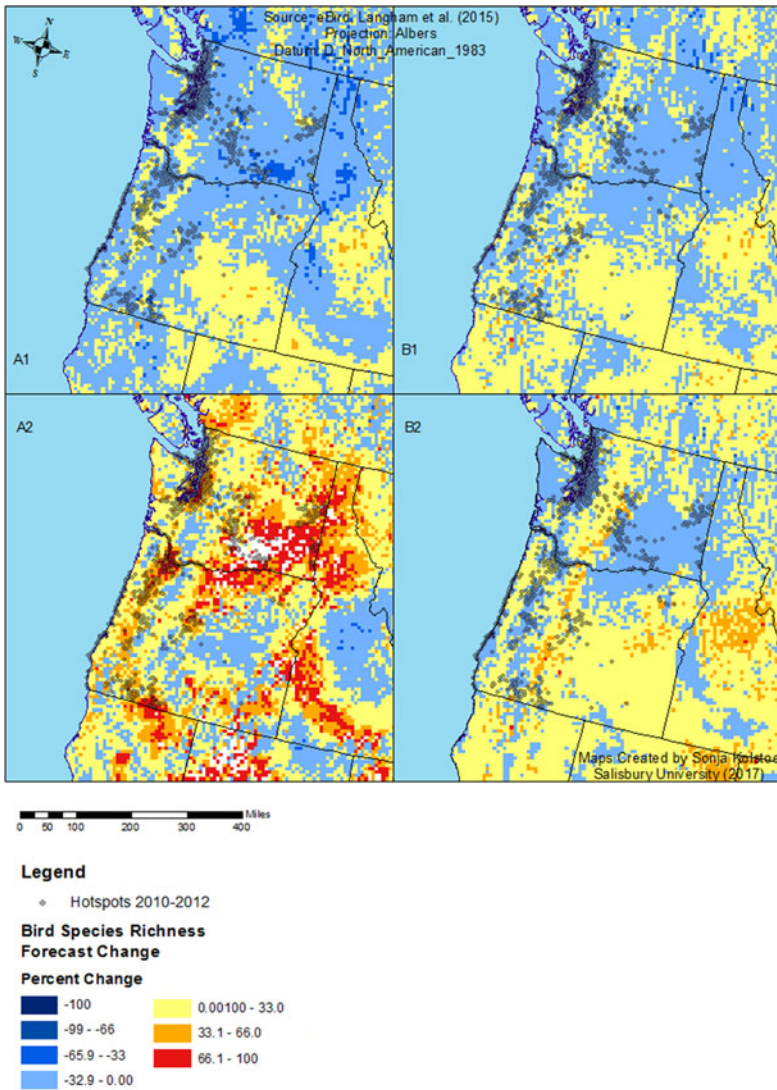 Source: eBird, Langham et al. (2015)
Projection: Albers
Datum: D_North_American_1983
N
W
E
S
A1
B1
A2
B2
Maps Created by Sonja Kolstoe
Salisbury University (2017)
0 50 100 200 300 400 Miles
Legend
Hotspots 2010-2012
Bird Species Richness
Forecast Change
Percent Change
-100
-99 - -66
-65.9 - -33
-32.9 - 0.00
0.00100 - 33.0
33.1 - 66.0
66.1 - 100